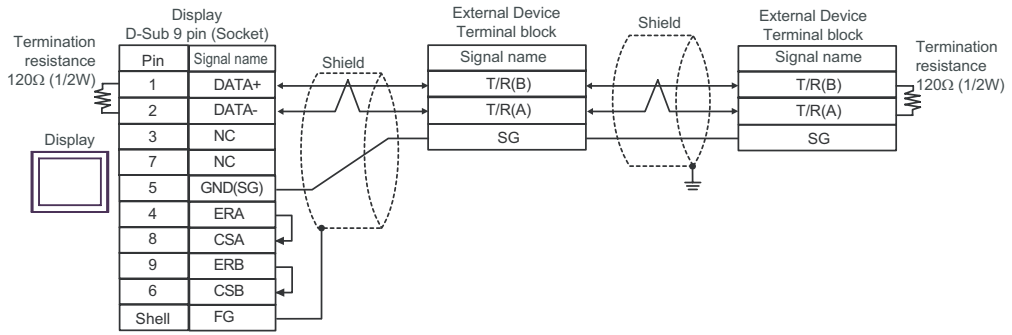 Display
D-Sub 9 pin (Socket)
External Device
Terminal block
External Device
Terminal block
Termination
resistance
120Ω (1/2W)
Pin Signal name
Shield
Signal name
Shield
Signal name
Termination
resistance
120Ω (1/2W)
1 DATA+ T/R(B) T/R(B)
2 DATA- T/R(A) T/R(A)
3 NC SG SG
Display
7 NC
5 GND(SG)
4 ERA
8 CSA
9 ERB
6 CSB
Shell FG